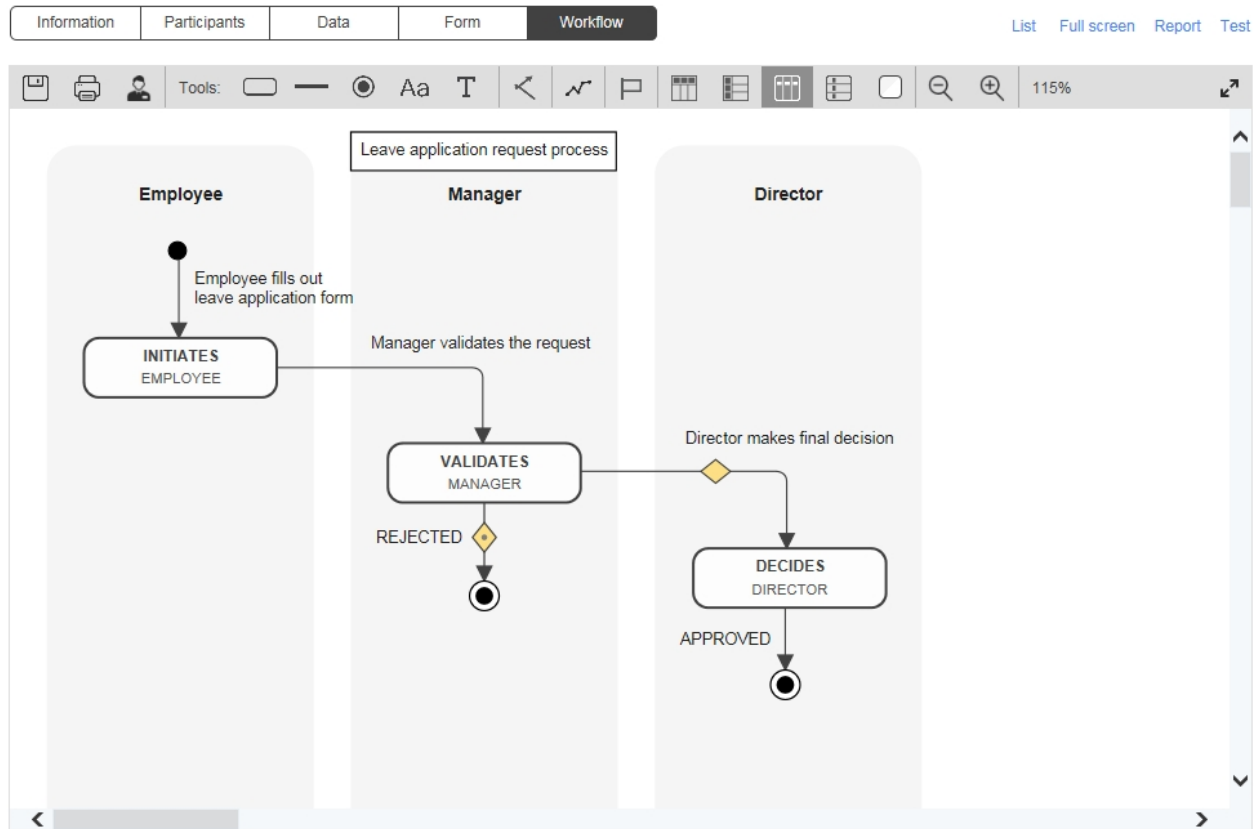 Information Participants Data Form Workflow
List Full screen Report Test
Tools: Aa T 115%
Leave application request process
Employee Manager Director
Employee fills out
leave application form
Manager validates the request
INITIATES
EMPLOYEE
Director makes final decision
VALIDATES
MANAGER
REJECTED
DECIDES
DIRECTOR
APPROVED